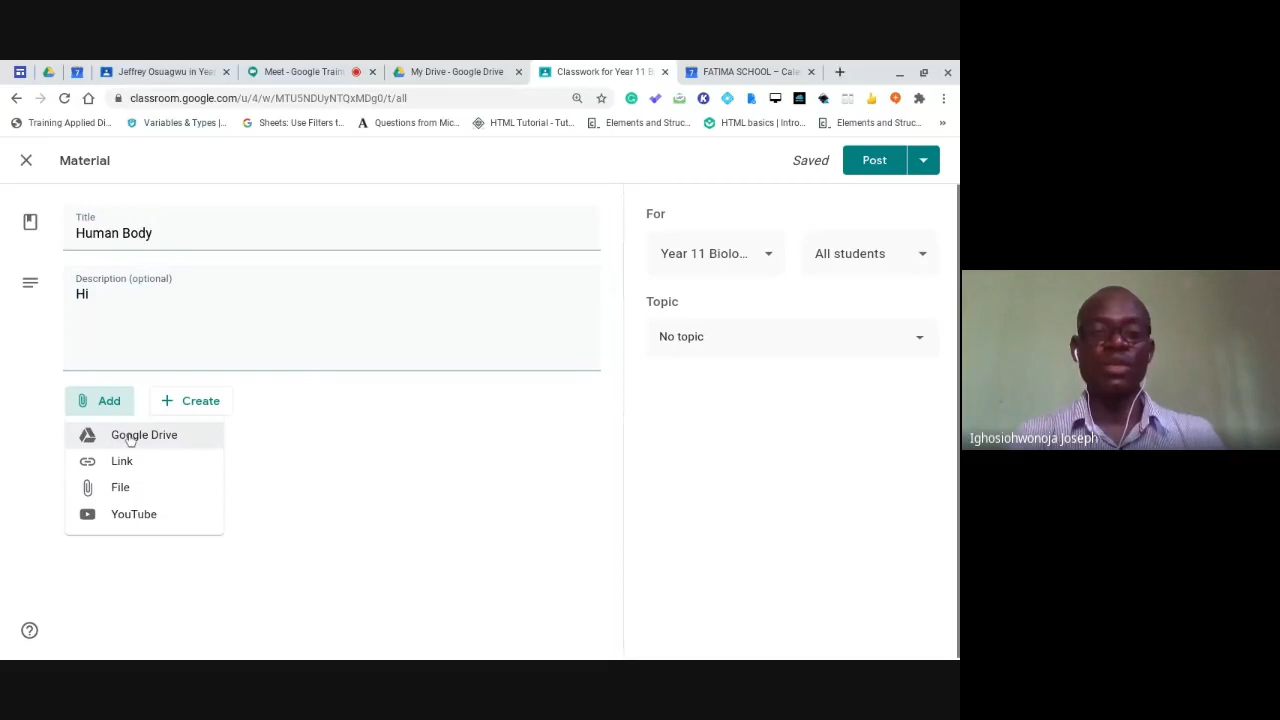 Jeffrey Osuagwu in Yea
Meet - Google Train
My Drive - Google Drive
Classwork for Year 11 B
FATIMA SCHOOL – Cale
classroom.google.com/u/4/w/MTU5NDUyNTQxMDg0/t/all
Training Applied Di...
Variables & Types |...
Sheets: Use Filters t...
Questions from Mic...
HTML Tutorial - Tut...
Elements and Struc...
HTML basics | Intro...
Elements and Struc...
Material
Saved
Post
Title
Human Body
Description (optional)
Hi
Add
Create
Google Drive
Link
File
YouTube
For
Year 11 Biolo...
All students
Topic
No topic
Ighosiohwonoja Joseph